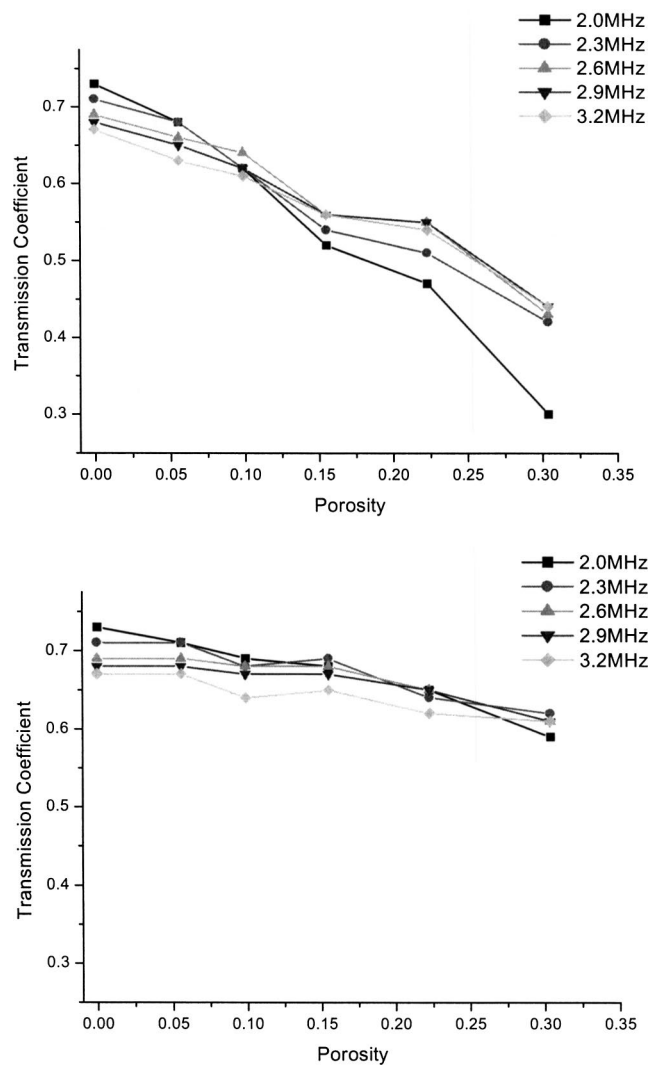 2.0MHz
2.3MHz
2.6MHz
2.9MHz
3.2MHz
0.7
0.6
0.5
0.4
0.3
Transmission Coefficient
0.00 0.05 0.10 0.15 0.20 0.25 0.30 0.35
Porosity
2.0MHz
2.3MHz
2.6MHz
2.9MHz
3.2MHz
0.7
0.6
0.5
0.4
0.3
Transmission Coefficient
0.00 0.05 0.10 0.15 0.20 0.25 0.30 0.35
Porosity